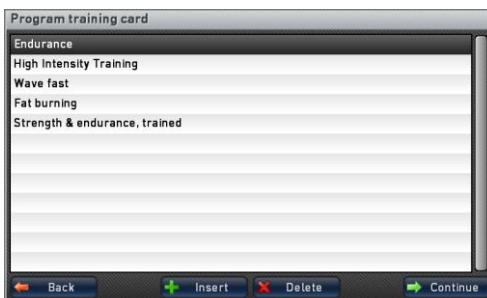 Program training card
Endurance
High Intensity Training
Wave fast
Fat burning
Strength & endurance, trained
Back Insert Delete Continue